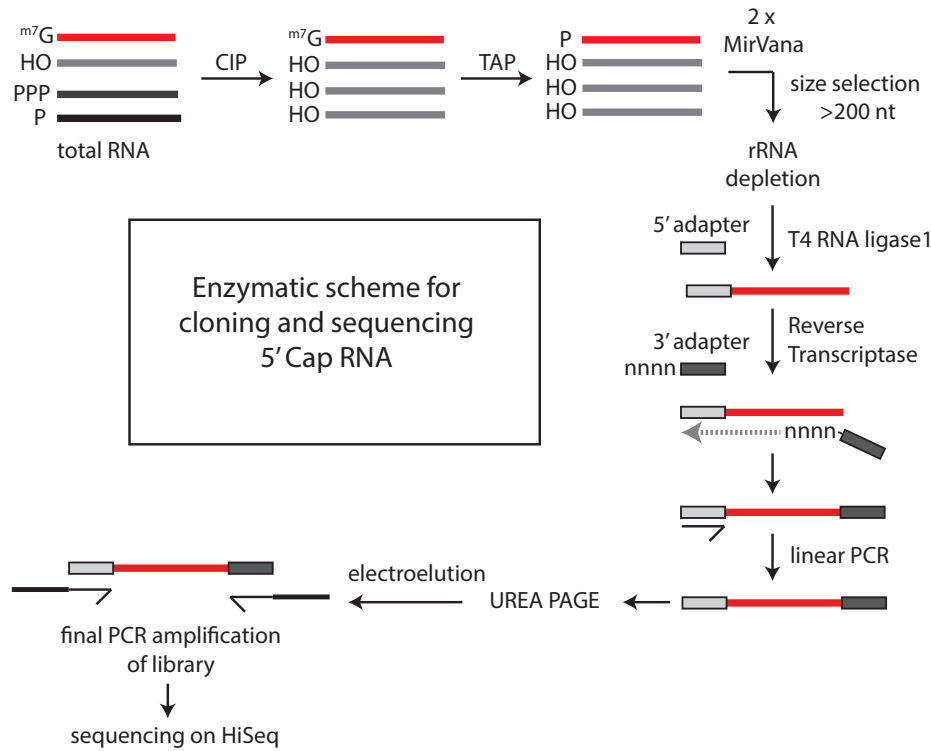 m7G
HO
PPP
P
total RNA
CIP
m7G
HO
HO
HO
TAP
P
HO
HO
HO
2 x
MirVana
size selection
>200 nt
rRNA
depletion
5' adapter
T4 RNA ligase1
3' adapter
nnnn
Reverse
Transcriptase
nnnn
linear PCR
UREA PAGE
electroelution
final PCR amplification
of library
sequencing on HiSeq
Enzymatic scheme for
cloning and sequencing
5' Cap RNA